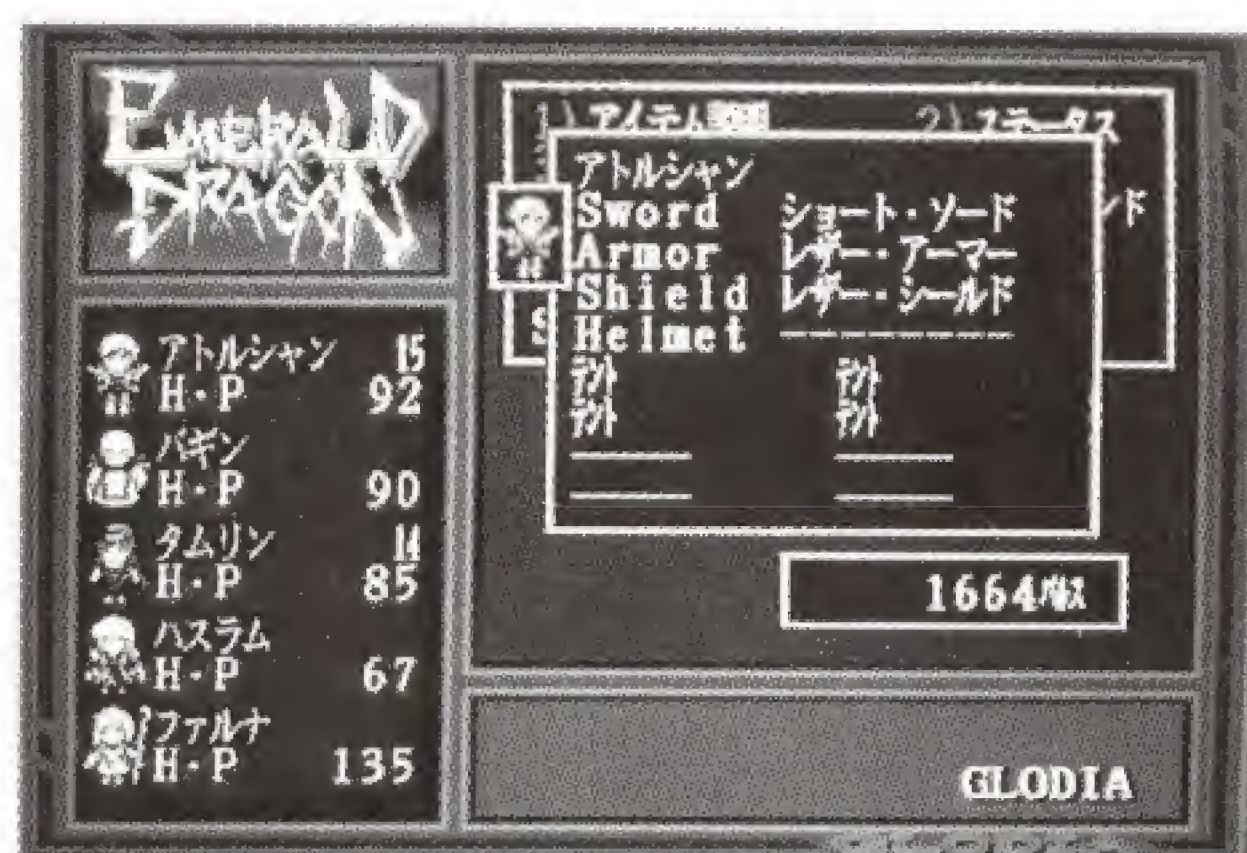 EMERALD
DRAGON
アトルシャン 15
H・P 92
バギン
H・P 90
タムリン 14
H・P 85
ハスラム
H・P 67
ファルナ
H・P 135
1) アイテム 2) ステータス
ンド
S
アトルシャン
Sword ショート・ソード
Armor レザー・アーマー
Shield レザー・シールド
Helmet ----------
テント テント
テント テント
1664
GLODIA